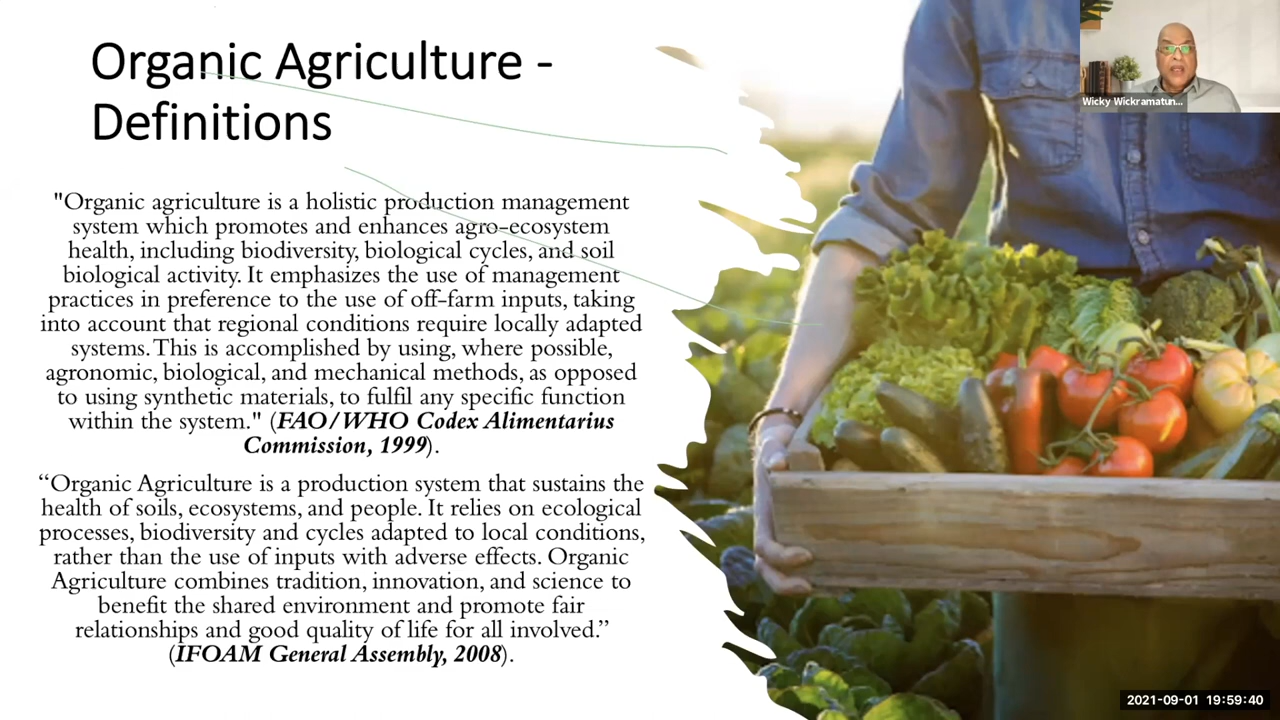 Organic Agriculture -
Definitions
"Organic agriculture is a holistic production management
system which promotes and enhances agro-ecosystem
health, including biodiversity, biological cycles, and soil
biological activity. It emphasizes the use of management
practices in preference to the use of off-farm inputs, taking
into account that regional conditions require locally adapted
systems. This is accomplished by using, where possible,
agronomic, biological, and mechanical methods, as opposed
to using synthetic materials, to fulfil any specific function
within the system." (FAO/WHO Codex Alimentarius
Commission, 1999).
“Organic Agriculture is a production system that sustains the
health of soils, ecosystems, and people. It relies on ecological
processes, biodiversity and cycles adapted to local conditions,
rather than the use of inputs with adverse effects. Organic
Agriculture combines tradition, innovation, and science to
benefit the shared environment and promote fair
relationships and good quality of life for all involved.”
(IFOAM General Assembly, 2008).
Wicky Wickramatun...
2021-09-01 19:59:40